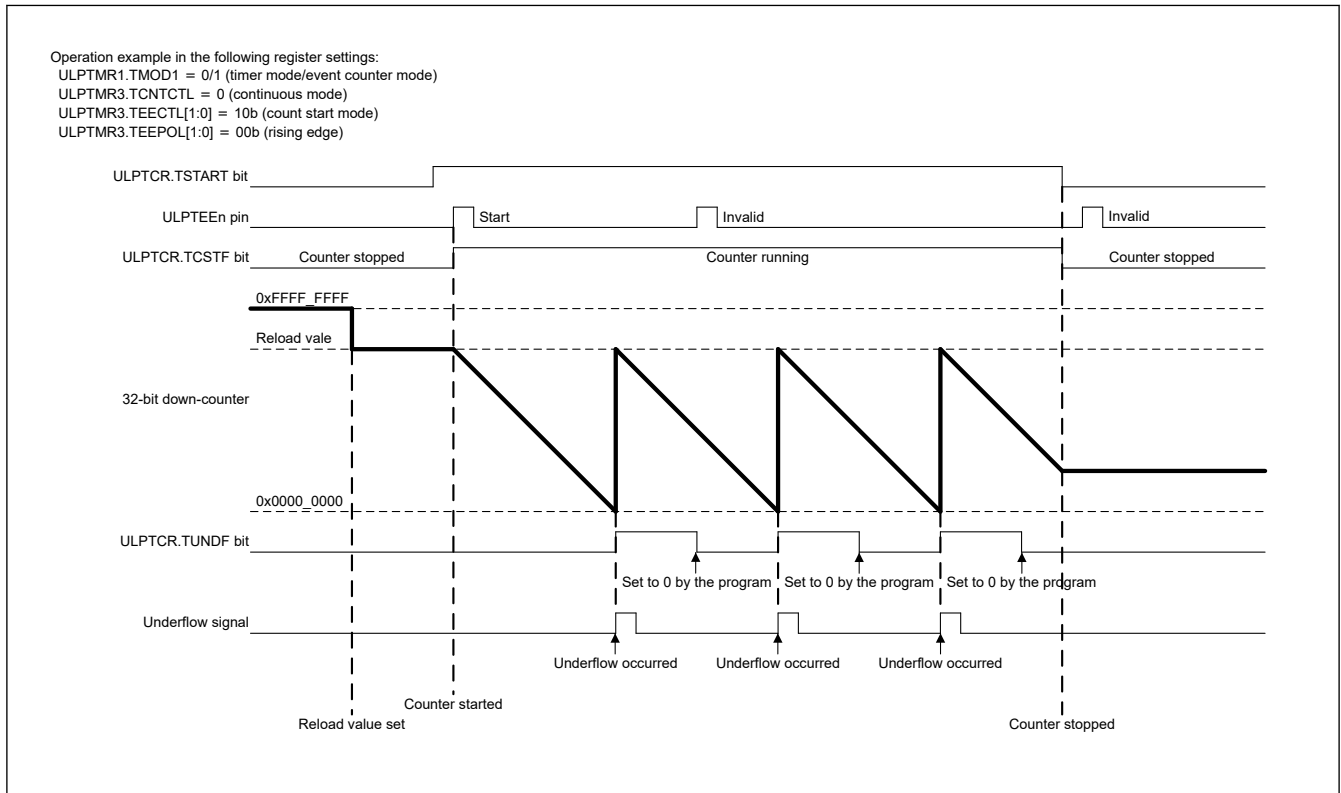 Operation example in the following register settings:
ULPTMR1.TMOD1 = 0/1 (timer mode/event counter mode)
ULPTMR3.TCNTCTL = 0 (continuous mode)
ULPTMR3.TEECTL[1:0] = 10b (count start mode)
ULPTMR3.TEEPOL[1:0] = 00b (rising edge)
ULPTCR.TSTART bit
ULPTEEn pin Start Invalid Invalid
ULPTCR.TCSTF bit Counter stopped Counter running Counter stopped
0xFFFF_FFFF
Reload vale
32-bit down-counter
0x0000_0000
ULPTCR.TUNDF bit
Set to 0 by the program Set to 0 by the program Set to 0 by the program
Underflow signal
Underflow occurred Underflow occurred Underflow occurred
Counter started
Reload value set Counter stopped